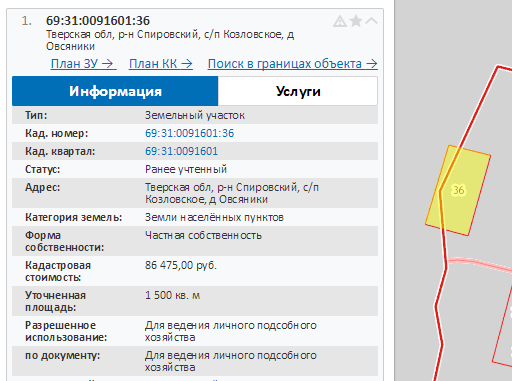 1. 69:31:0091601:36
Тверская обл, р-н Спировский, с/п
Козловское, д
Овсяники
План ЗУ → План КК → Поиск в границах объекта →
Информация Услуги
Тип: Земельный участок
Кад. номер: 69:31:0091601:36
Кад. квартал: 69:31:0091601
Статус: Ранее учтенный
Адрес: Тверская обл, р-н Спировский, с/п
Козловское, д Овсяники
Категория земель: Земли населённых пунктов
Форма Частная собственность
собственности:
Кадастровая 86 475,00 руб.
стоимость:
Уточненная 1 500 кв. м
площадь:
Разрешенное Для ведения личного подсобного
использование: хозяйства
по документу: Для ведения личного подсобного
хозяйства
36